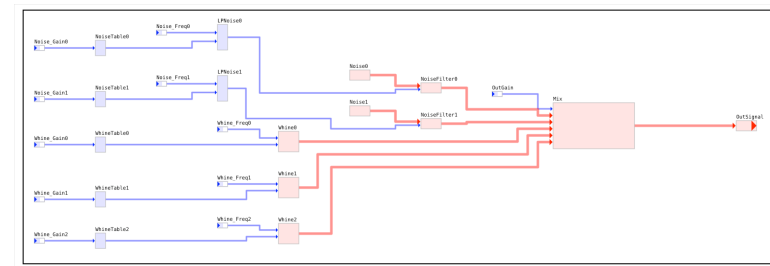 Noise_Freq0
LPNoise0
Noise_Gain0
NoiseTable0
Noise_Freq1
LPNoise1
Noise0
NoiseFilter0
OutGain
Noise_Gain1
NoiseTable1
Noise1
NoiseFilter1
Mix
OutSignal
Whine_Freq0
Whine0
Whine_Gain0
WhineTable0
Whine_Freq1
Whine1
Whine_Gain1
WhineTable1
Whine_Freq2
Whine2
Whine_Gain2
WhineTable2